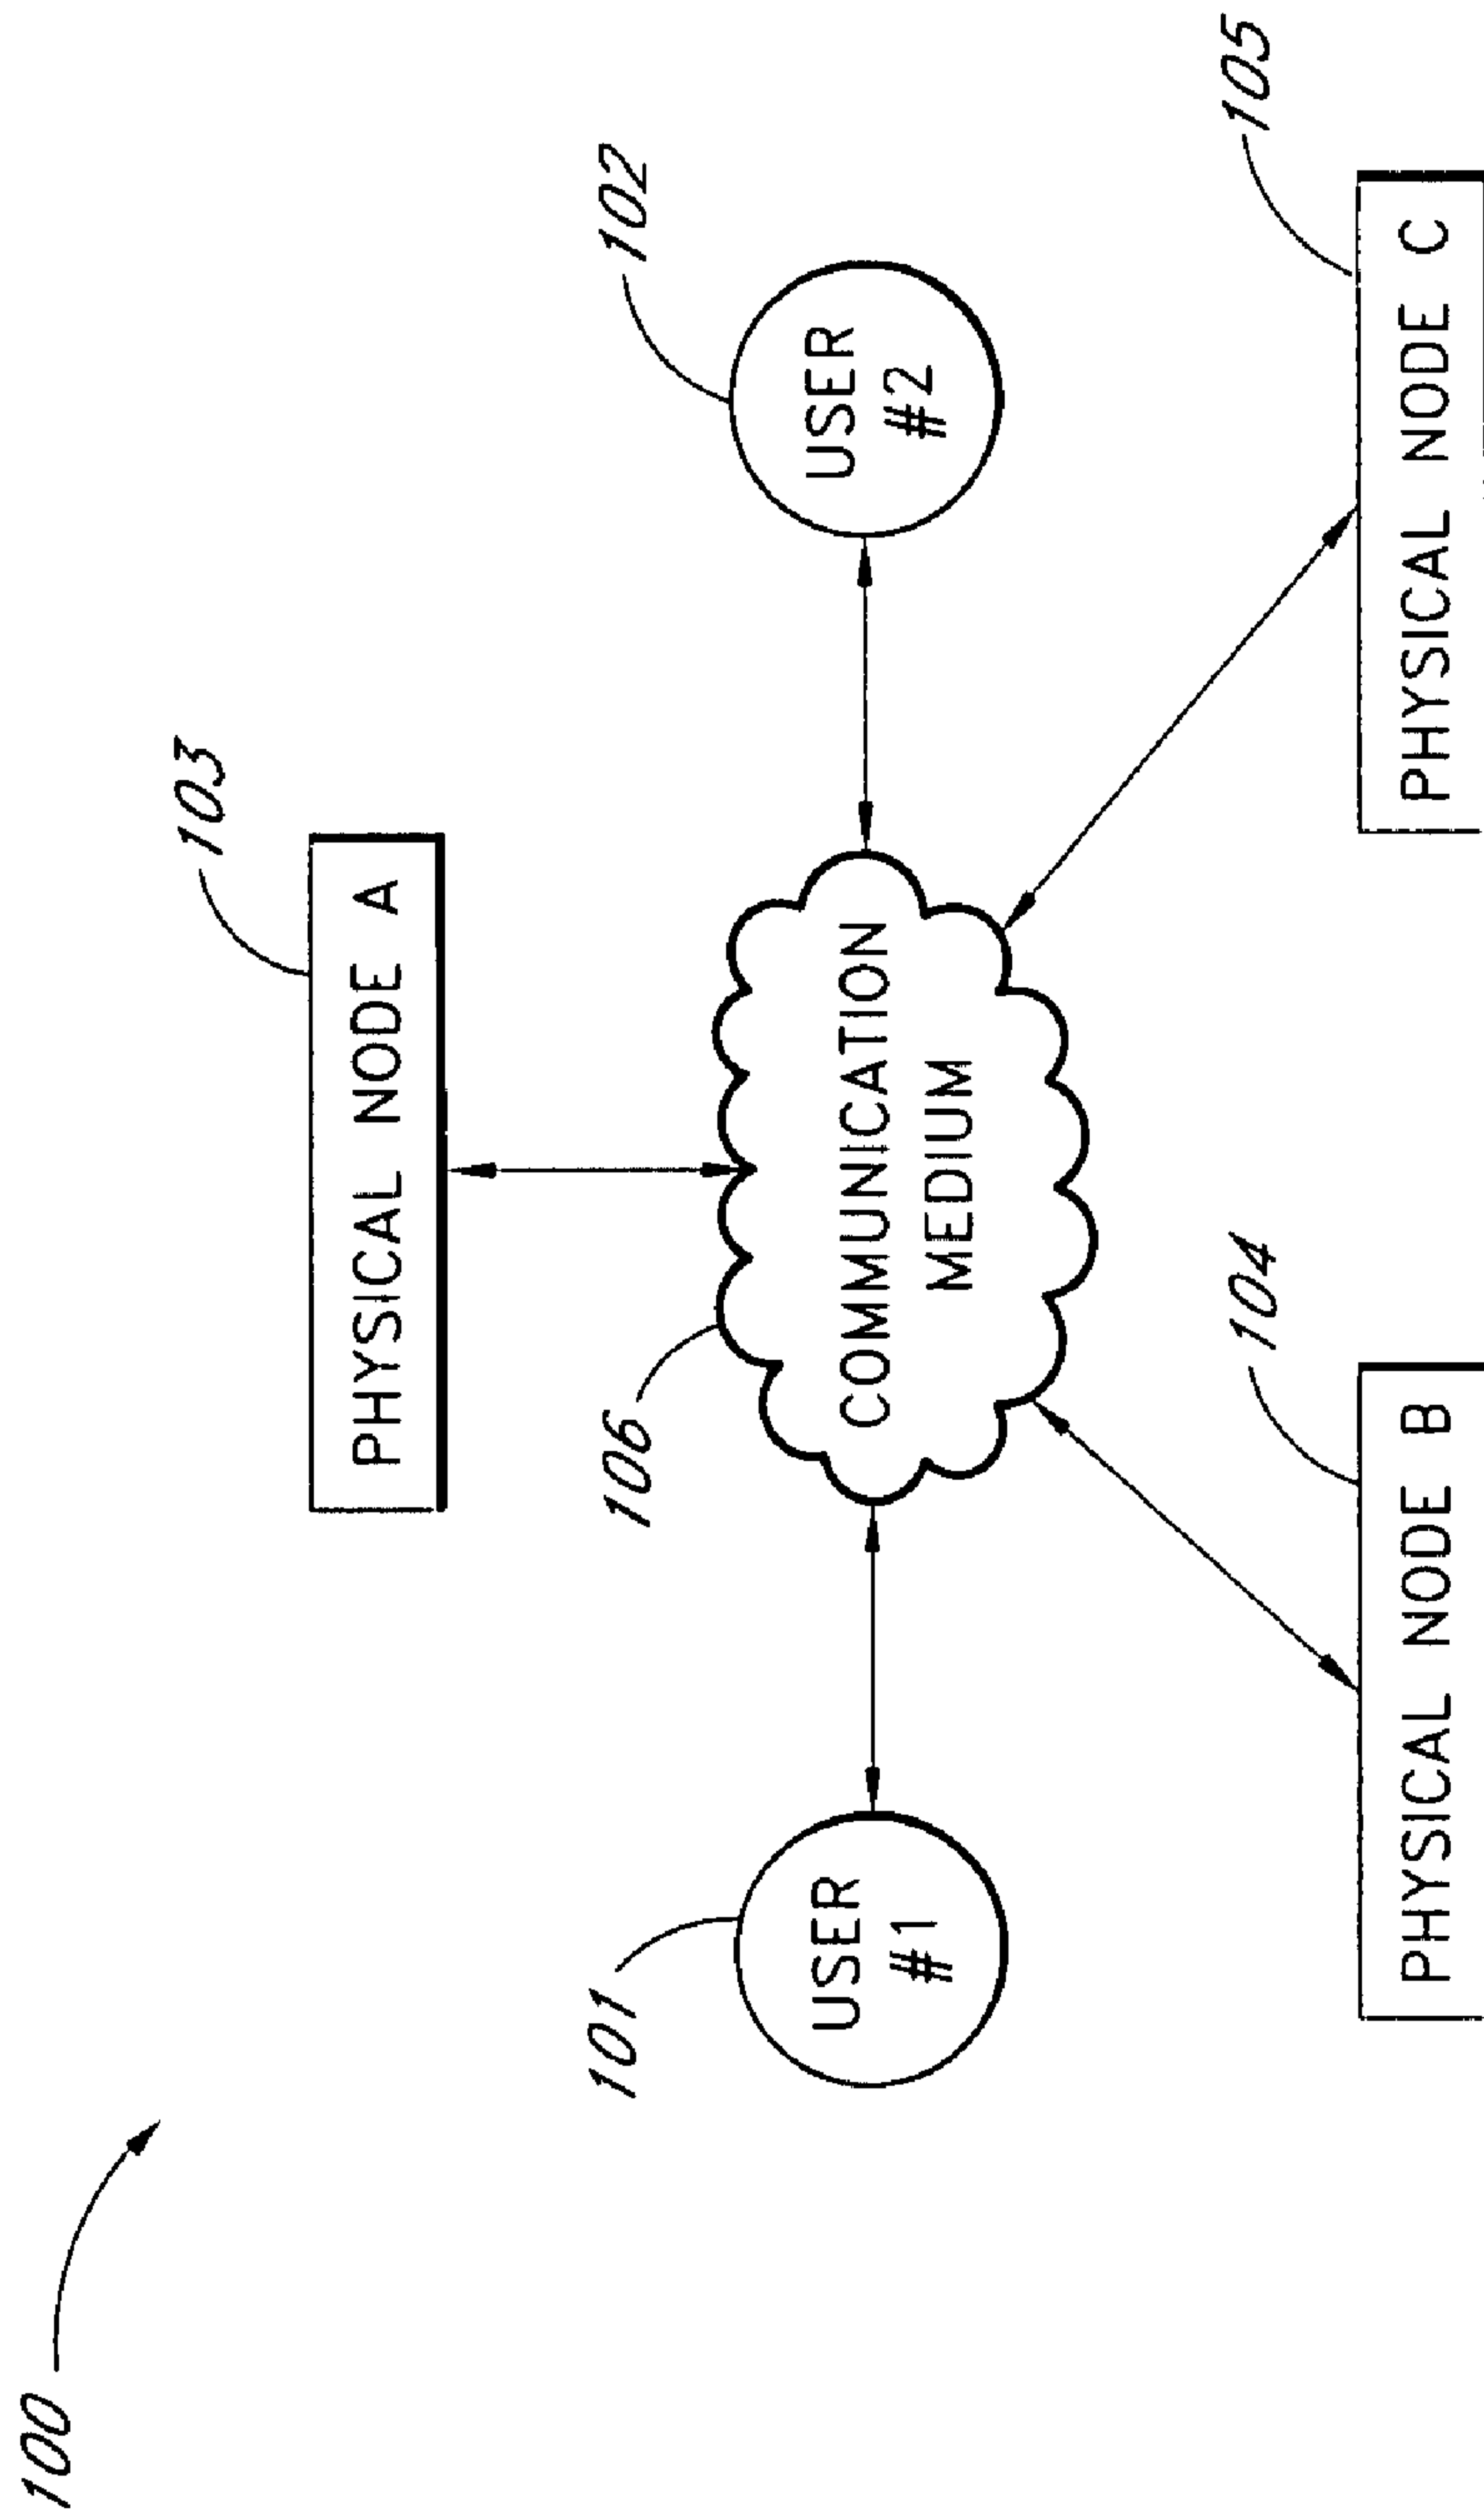 100
103
PHYSICAL NODE A
106
101
102
USER
#1
COMMUNICATION
MEDIUM
USER
#2
104
105
PHYSICAL NODE B
PHYSICAL NODE C